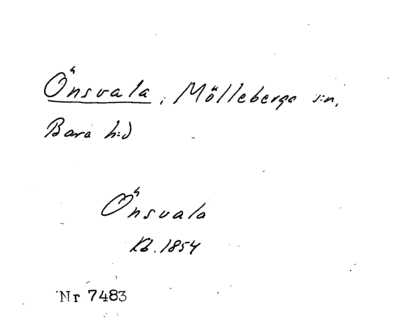 Önsvala, Mölleberga s:n,
Bara h:d
Önsvala
Kb. 1854
Nr 7483